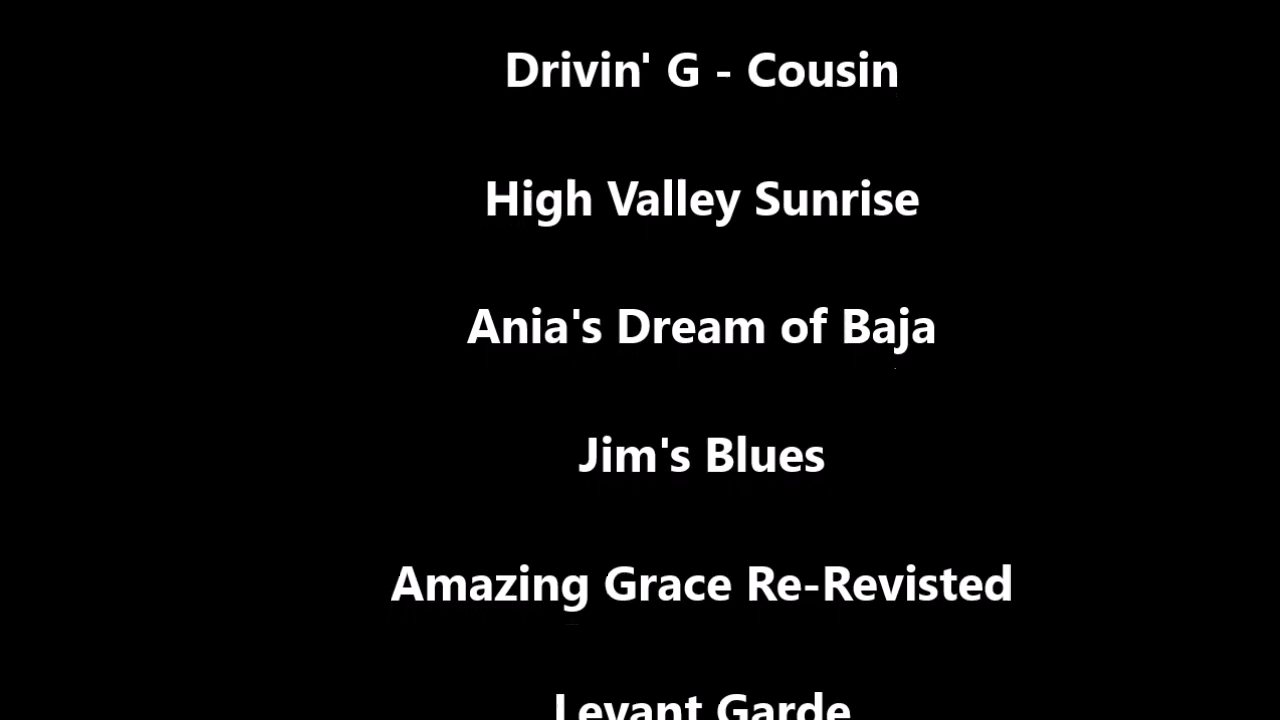 Drivin' G - Cousin
High Valley Sunrise
Ania's Dream of Baja
Jim's Blues
Amazing Grace Re-Revisted
Levant Garde